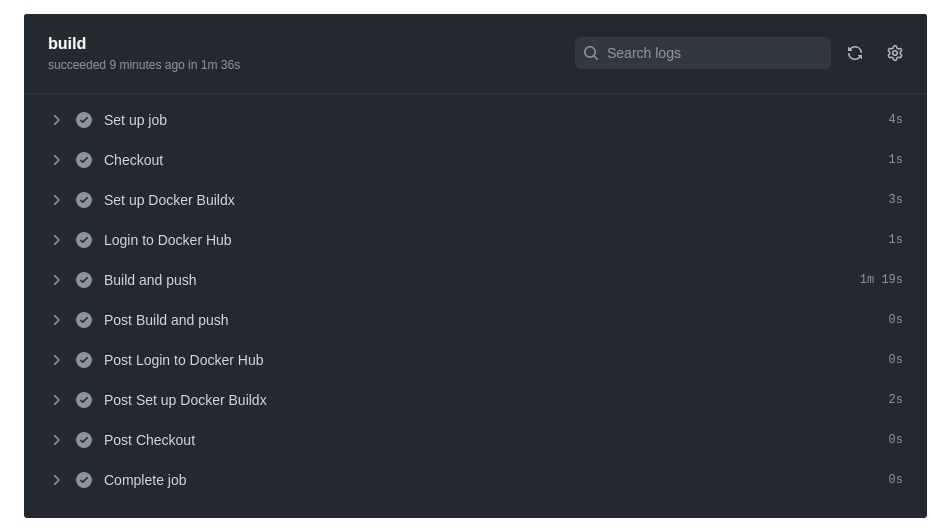 build
succeeded 9 minutes ago in 1m 36s
Search logs
Set up job 4s
Checkout 1s
Set up Docker Buildx 3s
Login to Docker Hub 1s
Build and push 1m 19s
Post Build and push 0s
Post Login to Docker Hub 0s
Post Set up Docker Buildx 2s
Post Checkout 0s
Complete job 0s